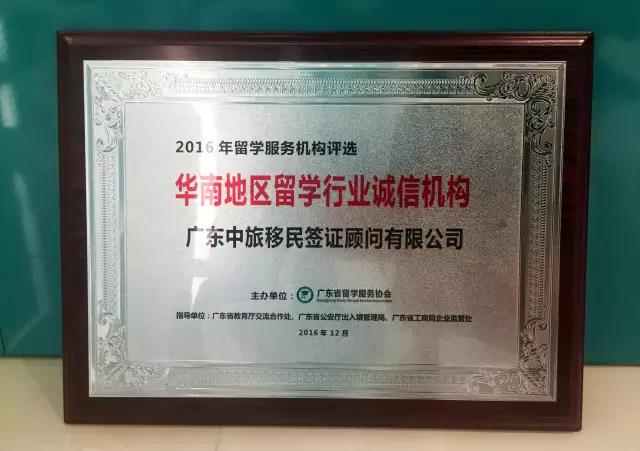 2016年留学服务机构评选
华南地区留学行业诚信机构
广东中旅移民签证顾问有限公司
主办单位：广东省留学服务协会
GuangDong Study Abroad Service Association
指导单位：广东省教育厅交流合作处、广东省公安厅出入境管理局、广东省工商局企业监管处
2016年12月